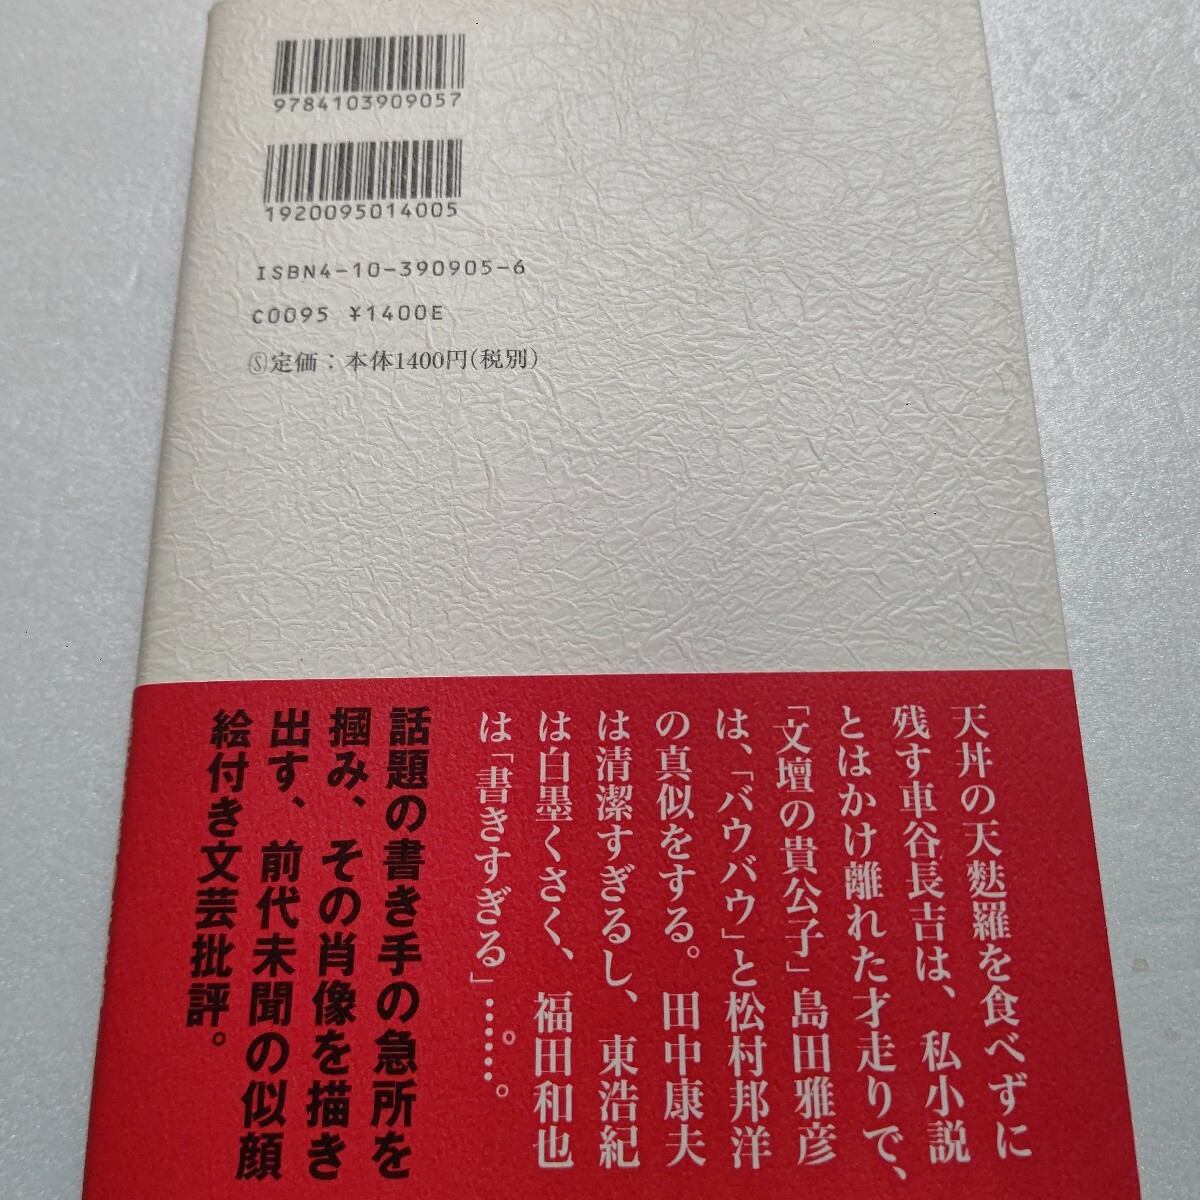 9784103909057
1920095014005
ISBN4-10-390905-6
C0095 ¥1400E
Ⓢ定価：本体1400円(税別)
天丼の天麩羅を食べずに
残す車谷長吉は、私小説
とはかけ離れた才走りで、
「文壇の貴公子」島田雅彦
は、「バウバウ」と松村邦洋
の真似をする。田中康夫
は清潔すぎるし、東浩紀
は白墨くさく、福田和也
は「書きすぎる」……。
話題の書き手の急所を
摑み、その肖像を描き
出す、前代未聞の似顔
絵付き文芸批評。